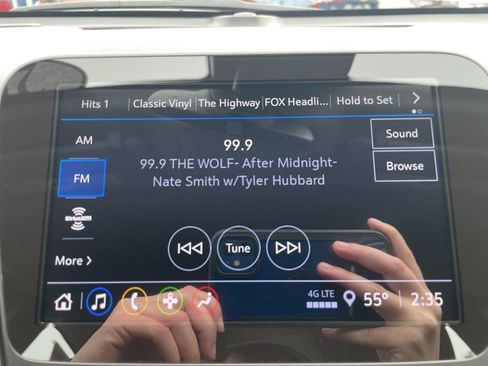 Hits 1 Classic Vinyl The Highway FOX Headli... Hold to Set
AM
99.9
Sound
99.9 THE WOLF- After Midnight-
Nate Smith w/Tyler Hubbard
Browse
FM
SiriusXM
Tune
More
4G LTE
55°
2:35